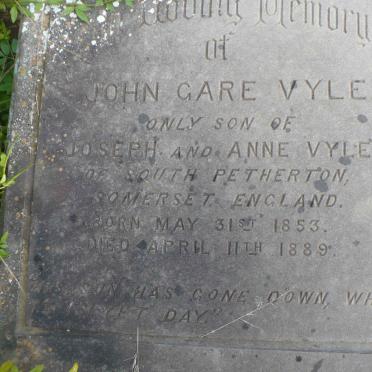 Loving Memory
of
JOHN GARE VYLE
ONLY SON OF
JOSEPH AND ANNE VYLE
OF SOUTH PETHERTON,
SOMERSET ENGLAND.
BORN MAY 31ST 1853.
DIED APRIL 11TH 1889.
SUN HAS GONE DOWN, WH
YET DAY."